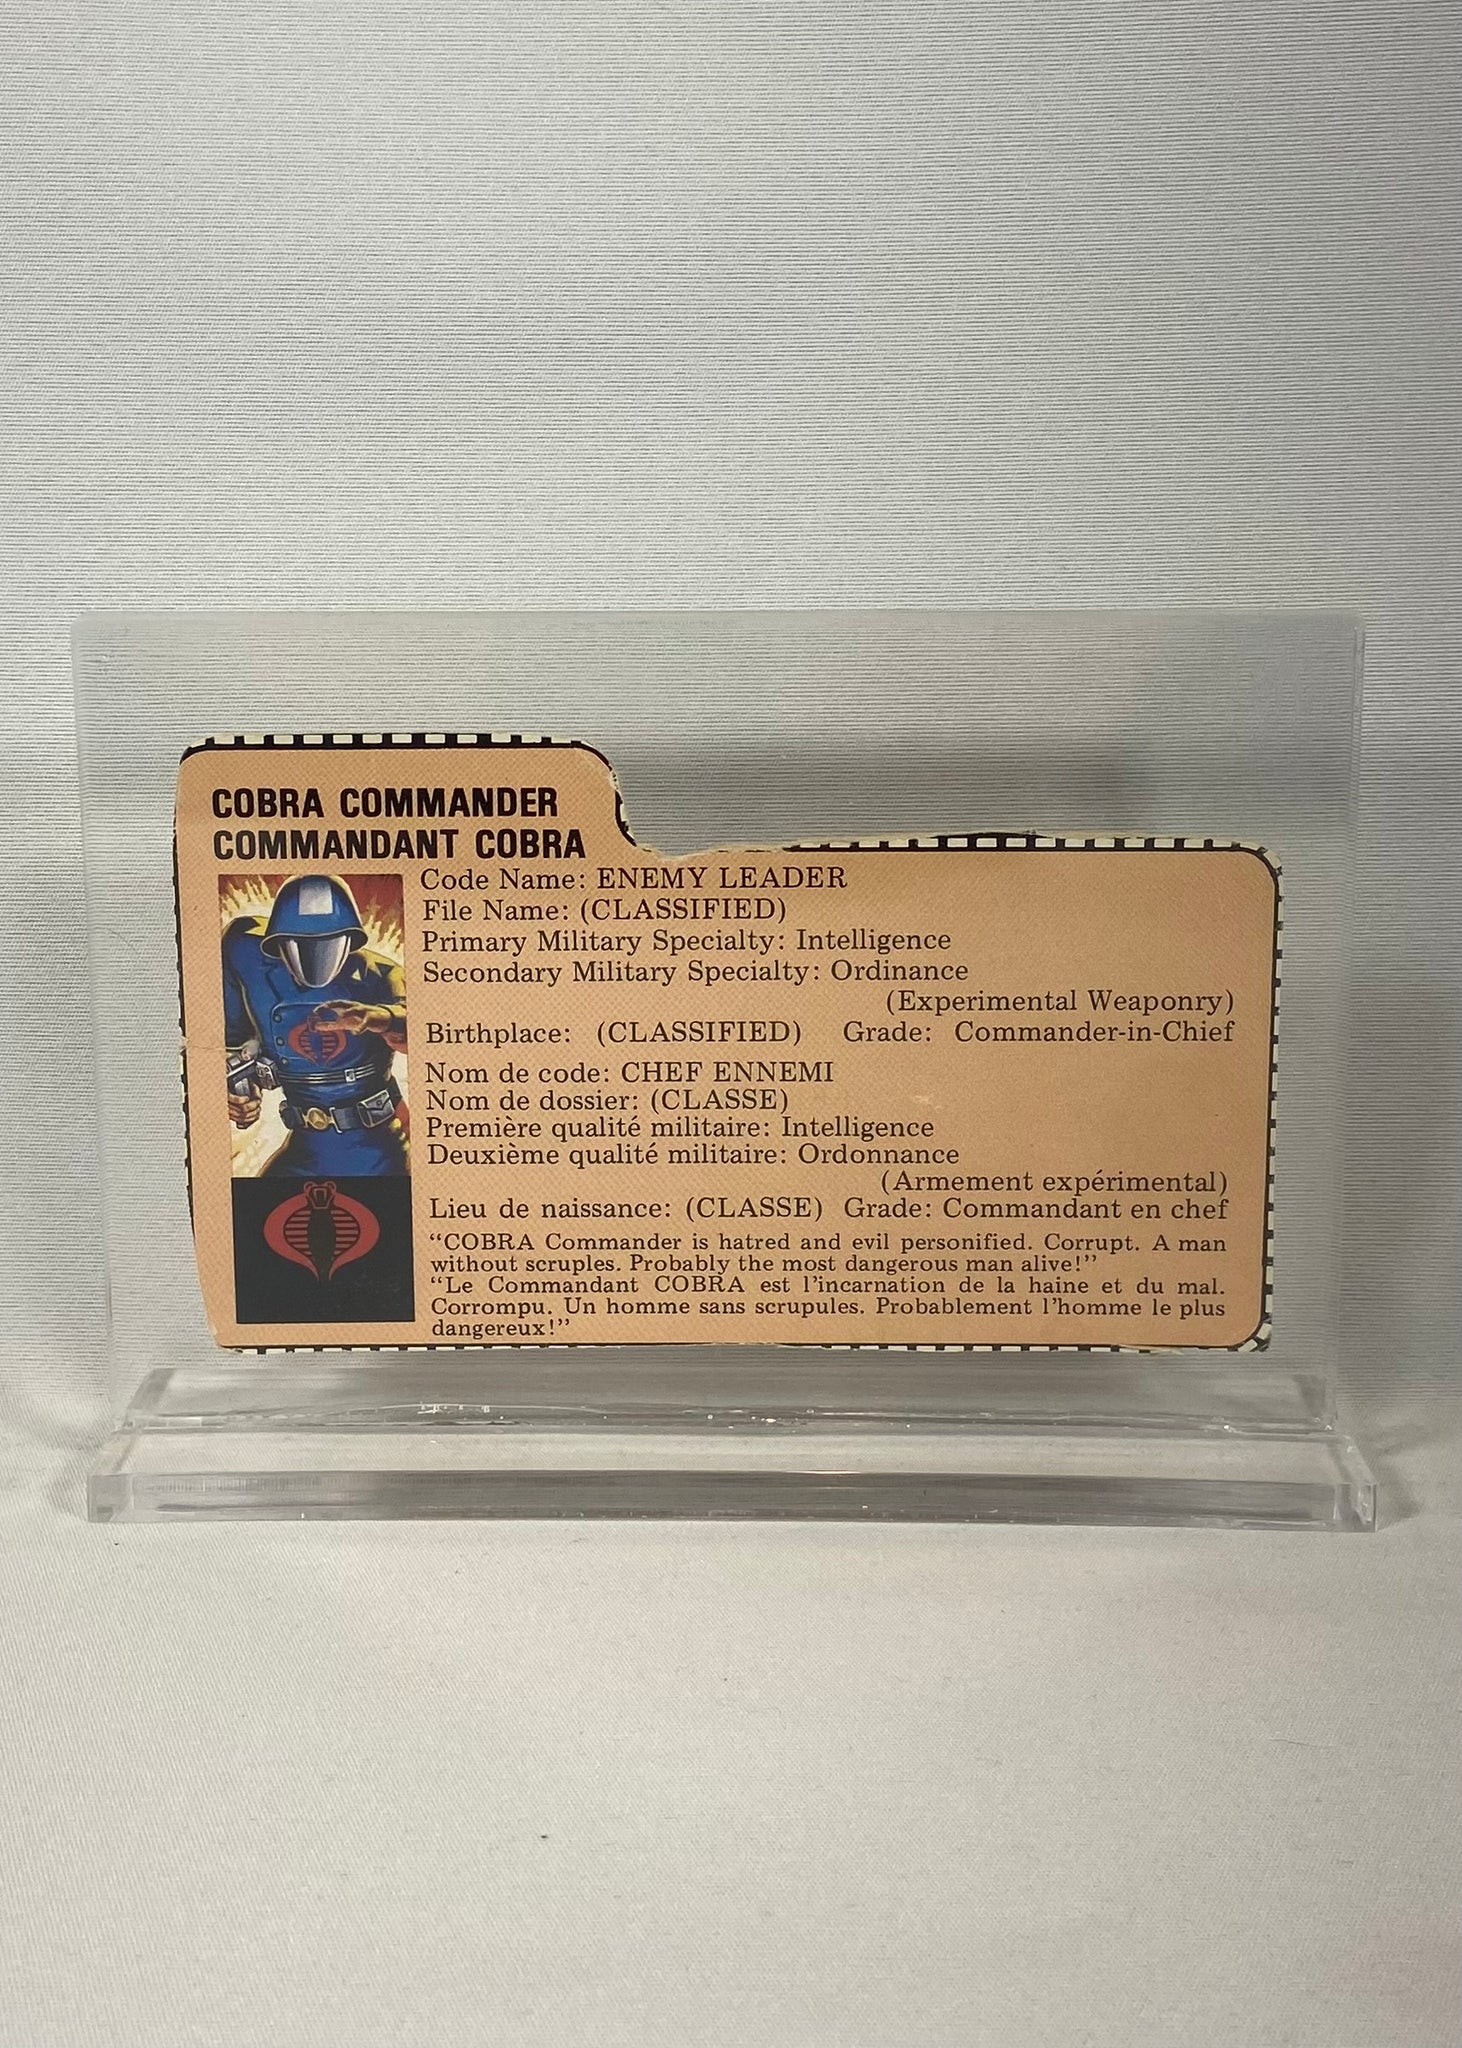 COBRA COMMANDER
COMMANDANT COBRA
Code Name: ENEMY LEADER
File Name: (CLASSIFIED)
Primary Military Specialty: Intelligence
Secondary Military Specialty: Ordinance
(Experimental Weaponry)
Birthplace: (CLASSIFIED) Grade: Commander-in-Chief
Nom de code: CHEF ENNEMI
Nom de dossier: (CLASSE)
Première qualité militaire: Intelligence
Deuxième qualité militaire: Ordonnance
(Armement expérimental)
Lieu de naissance: (CLASSE) Grade: Commandant en chef
“COBRA Commander is hatred and evil personified. Corrupt. A man
without scruples. Probably the most dangerous man alive!”
“Le Commandant COBRA est l'incarnation de la haine et du mal.
Corrompu. Un homme sans scrupules. Probablement l'homme le plus
dangereux!”